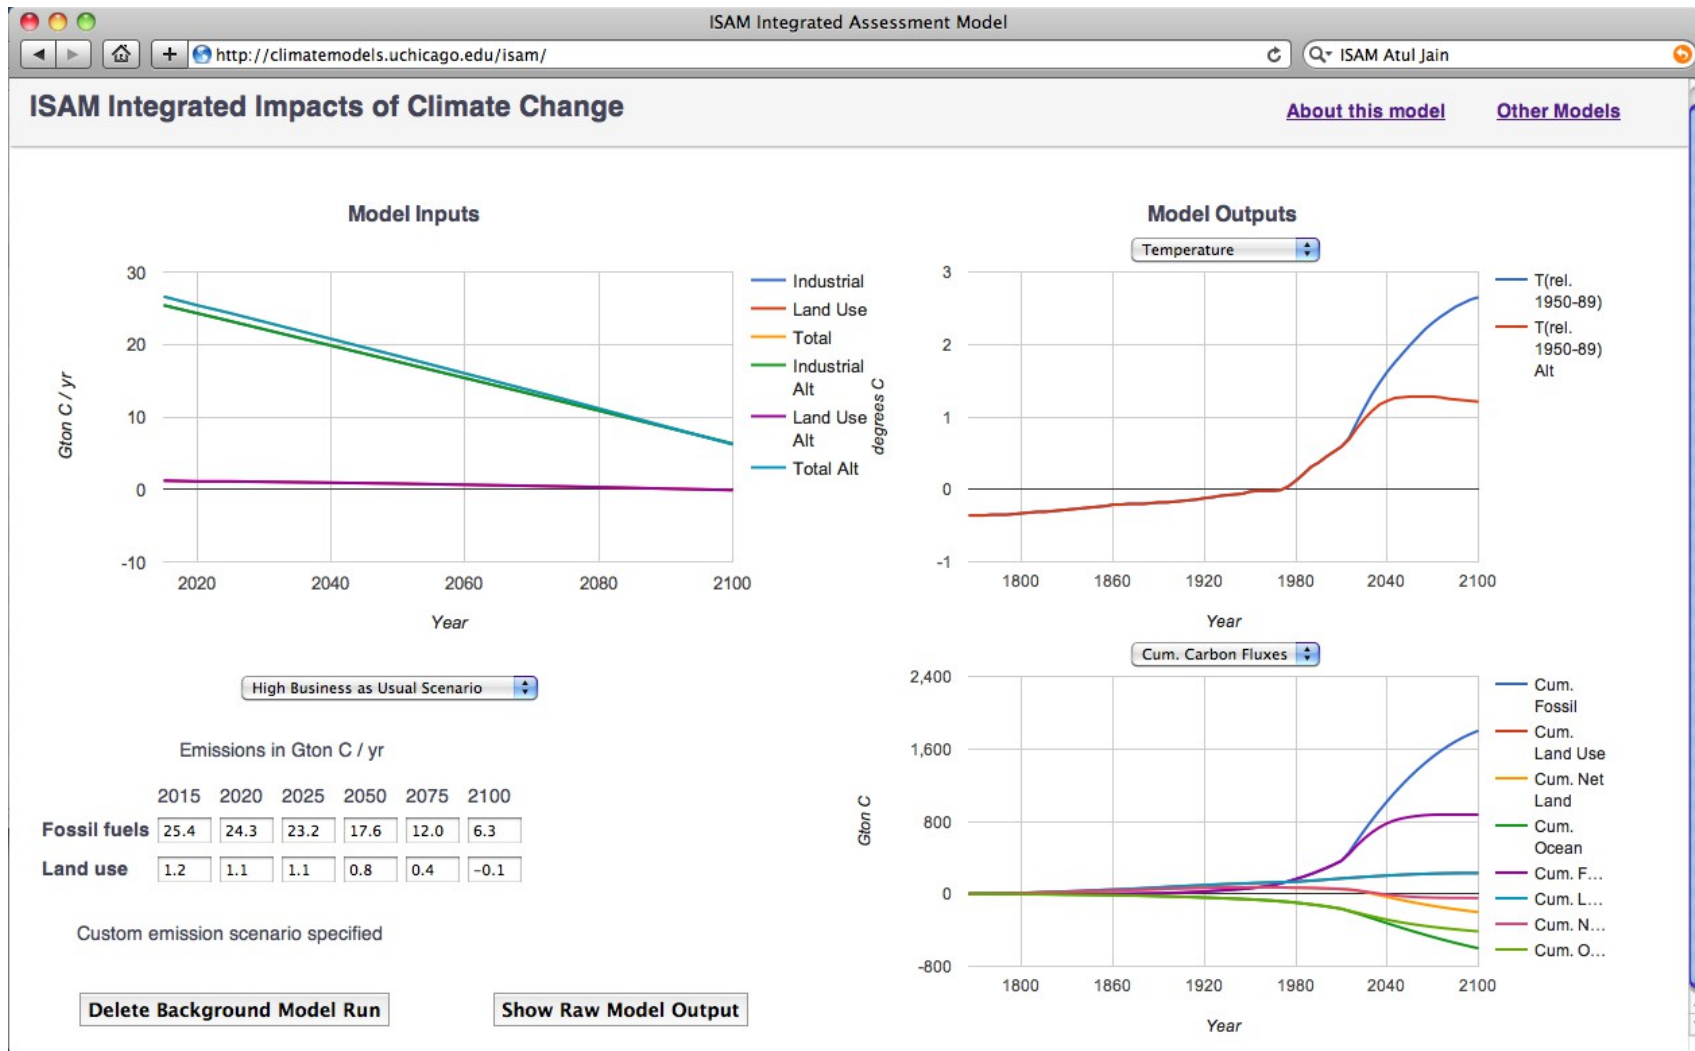 ISAM Integrated Assessment Model
http://climatemodels.uchicago.edu/isam/
ISAM Atul Jain
ISAM Integrated Impacts of Climate Change
About this model
Other Models
Model Inputs
30
20
10
0
-10
Gton C / yr
2020 2040 2060 2080 2100
Year
Industrial
Land Use
Total
Industrial
Alt
Land Use
Alt
Total Alt
High Business as Usual Scenario
Emissions in Gton C / yr
2015 2020 2025 2050 2075 2100
Fossil fuels 25.4 24.3 23.2 17.6 12.0 6.3
Land use 1.2 1.1 1.1 0.8 0.4 -0.1
Custom emission scenario specified
Delete Background Model Run
Show Raw Model Output
Model Outputs
Temperature
3
2
1
0
-1
degrees C
1800 1860 1920 1980 2040 2100
Year
T(rel.
1950-89)
T(rel.
1950-89)
Alt
Cum. Carbon Fluxes
2,400
1,600
800
0
-800
Gton C
1800 1860 1920 1980 2040 2100
Year
Cum.
Fossil
Cum.
Land Use
Cum. Net
Land
Cum.
Ocean
Cum. F...
Cum. L...
Cum. N...
Cum. O...